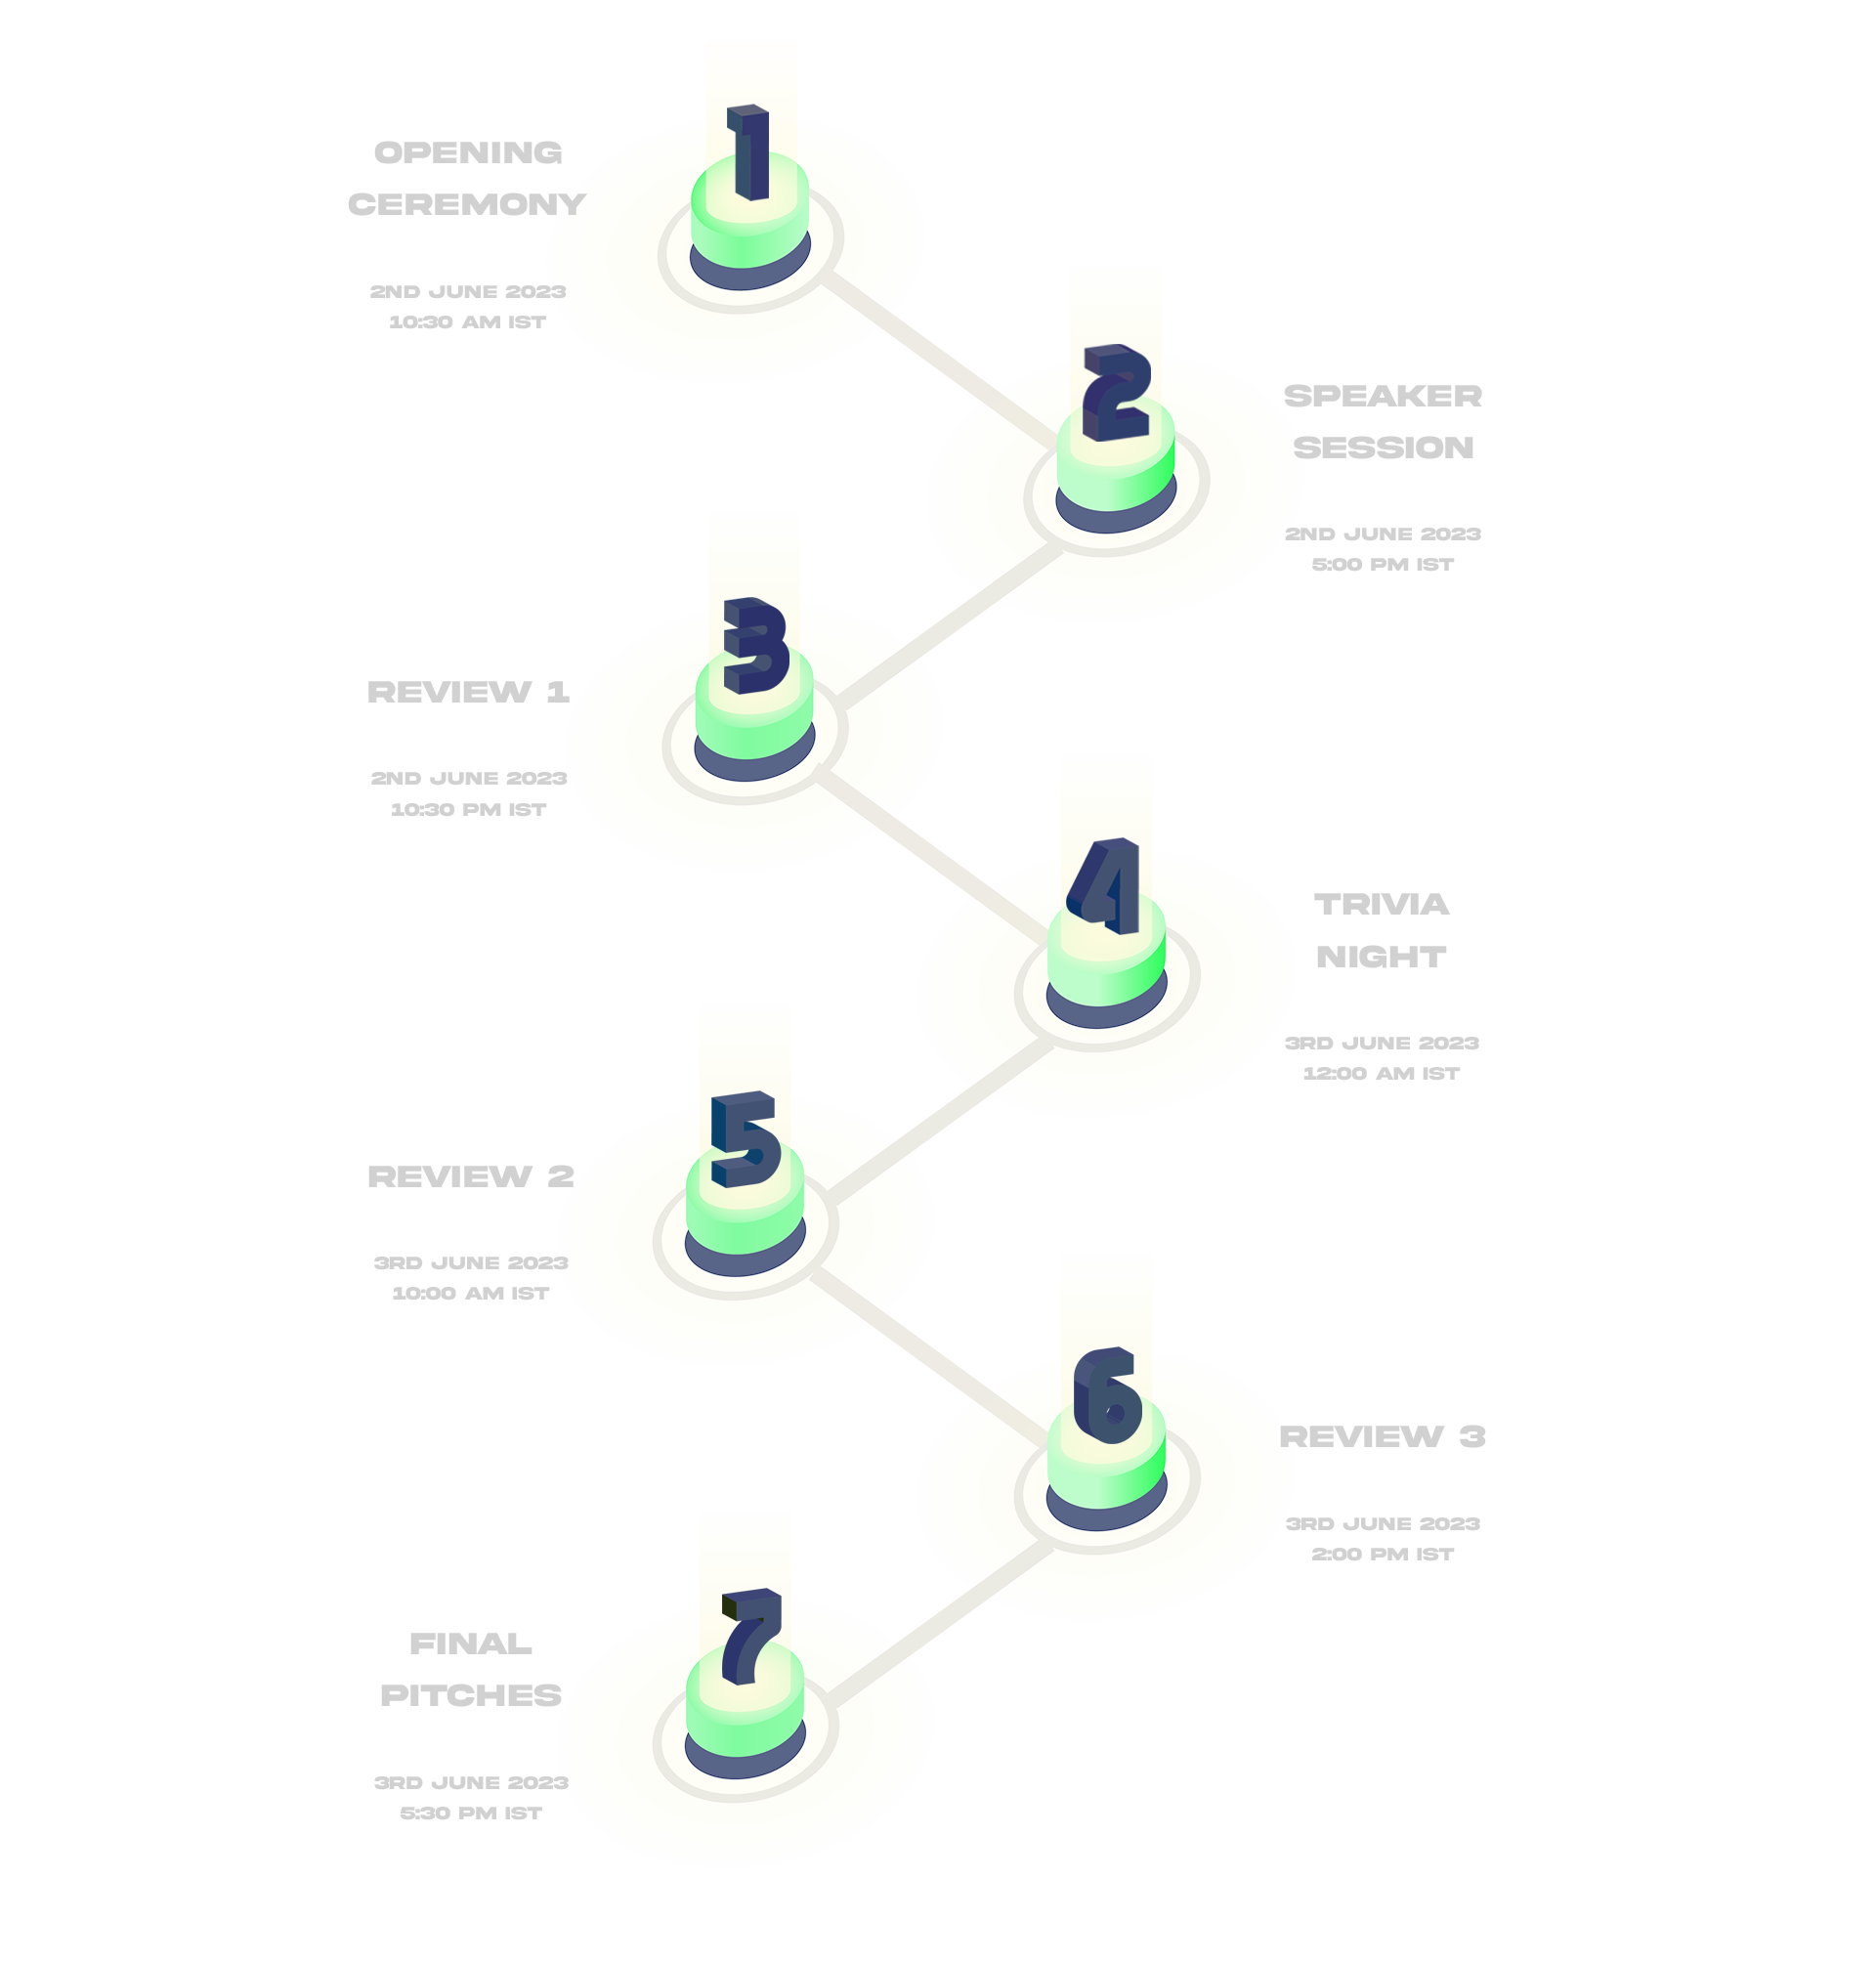 1
OPENING
CEREMONY
2ND JUNE 2023
10:30 AM IST
2
SPEAKER
SESSION
2ND JUNE 2023
5:00 PM IST
3
REVIEW 1
2ND JUNE 2023
10:30 PM IST
4
TRIVIA
NIGHT
3RD JUNE 2023
12:00 AM IST
5
REVIEW 2
3RD JUNE 2023
10:00 AM IST
6
REVIEW 3
3RD JUNE 2023
2:00 PM IST
7
FINAL
PITCHES
3RD JUNE 2023
5:30 PM IST